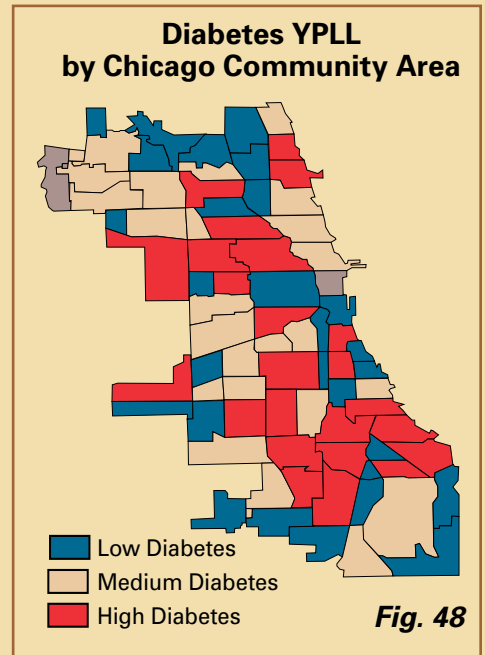 Diabetes YPLL
by Chicago Community Area
Low Diabetes
Medium Diabetes
High Diabetes
Fig. 48